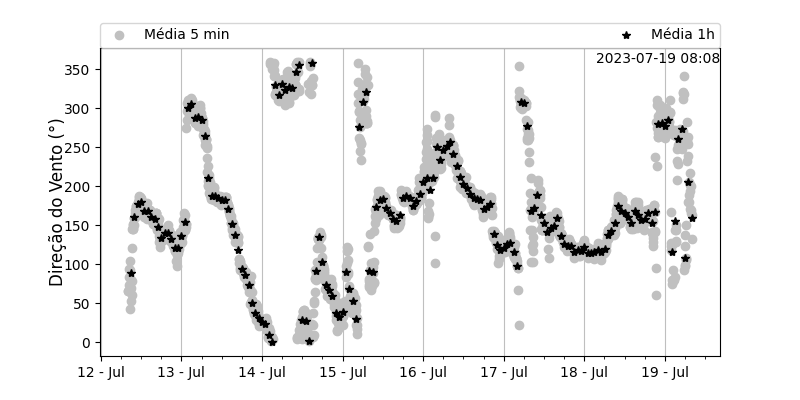 Média 5 min
Média 1h
2023-07-19 08:08
Direção do Vento (°)
350
300
250
200
150
100
50
0
12 - Jul
13 - Jul
14 - Jul
15 - Jul
16 - Jul
17 - Jul
18 - Jul
19 - Jul